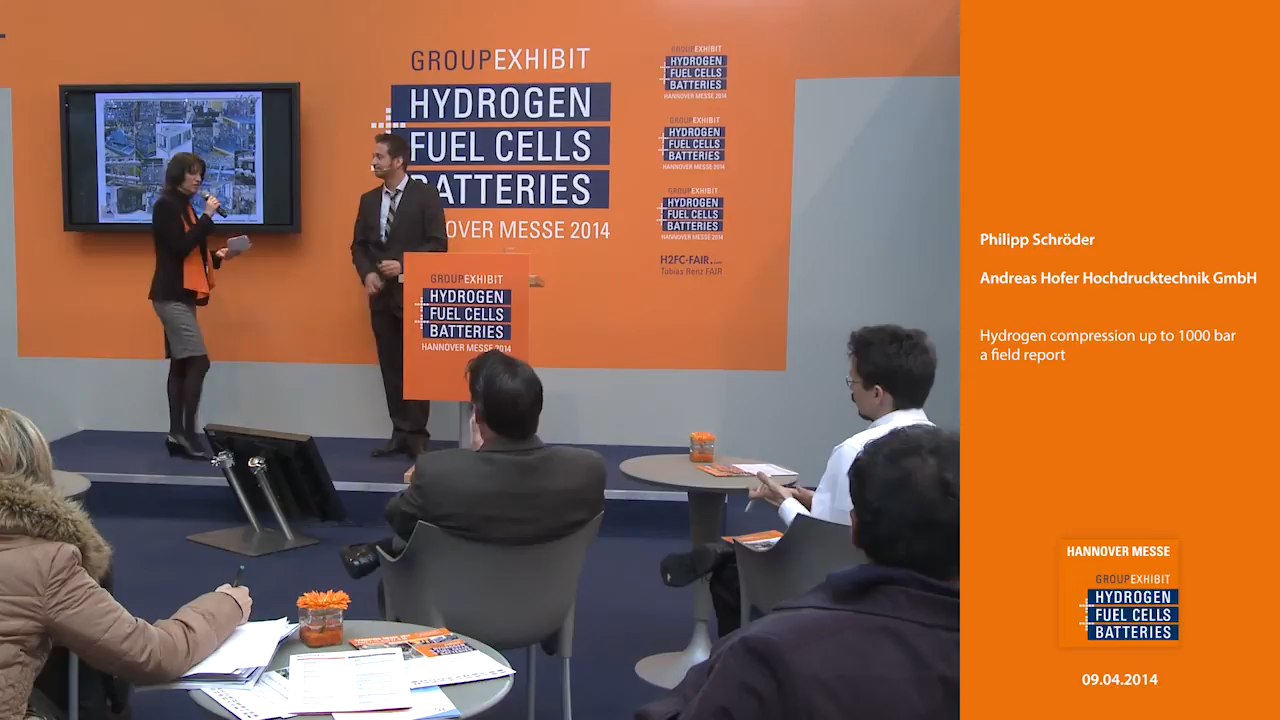 GROUPEXHIBIT
HYDROGEN
FUEL CELLS
BATTERIES
HANNOVER MESSE 2014
GROUPEXHIBIT
HYDROGEN
FUEL CELLS
BATTERIES
HANNOVER MESSE 2014
GROUPEXHIBIT
HYDROGEN
FUEL CELLS
BATTERIES
HANNOVER MESSE 2014
H2FC-FAIR.com
Tobias Renz FAIR
GROUPEXHIBIT
HYDROGEN
FUEL CELLS
BATTERIES
OVER MESSE 2014
GROUPEXHIBIT
HYDROGEN
FUEL CELLS
BATTERIES
HANNOVER MESSE 2014
Philipp Schröder
Andreas Hofer Hochdrucktechnik GmbH
Hydrogen compression up to 1000 bar
a field report
HANNOVER MESSE
GROUPEXHIBIT
HYDROGEN
FUEL CELLS
BATTERIES
09.04.2014